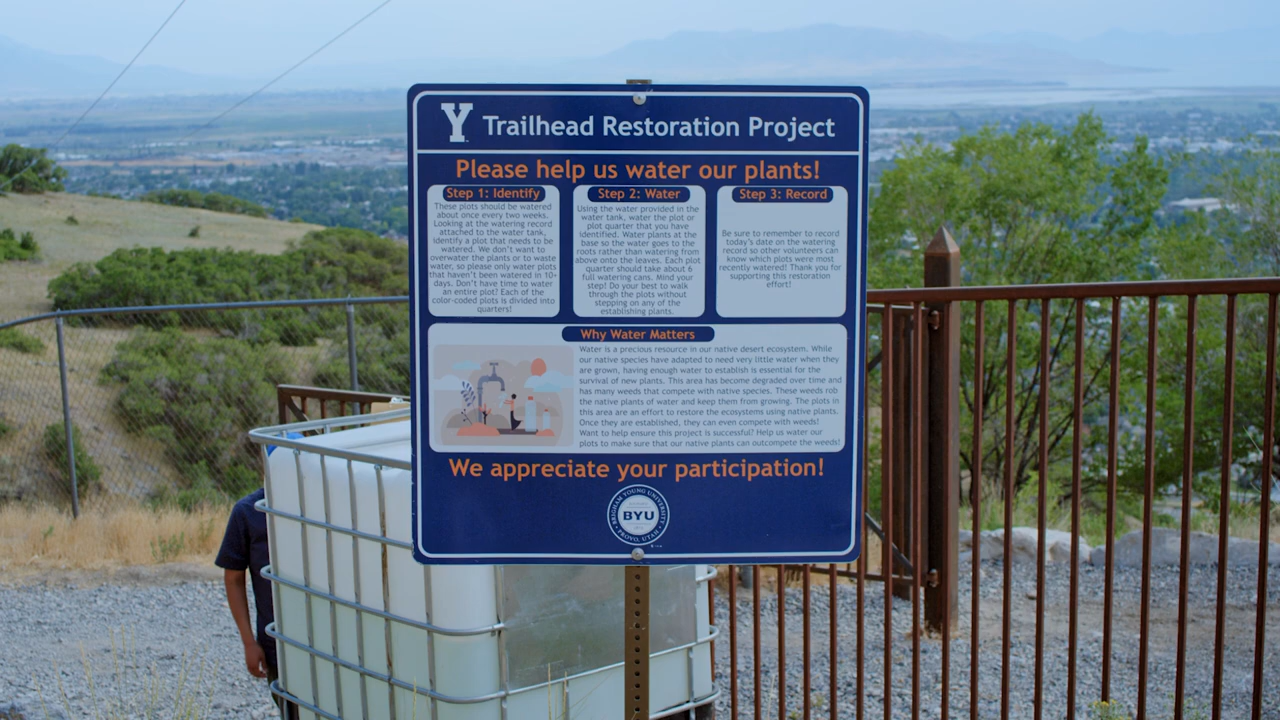 Y Trailhead Restoration Project
Please help us water our plants!
Step 1: Identify
These plots should be watered
about once every two weeks.
Looking at the watering record
attached to the water tank,
identify a plot that needs to be
watered. We don't want to
overwater the plants or to waste
water, so please only water plots
that haven't been watered in 10+
days. Don't have time to water
an entire plot? Each of the
color-coded plots is divided into
quarters!
Step 2: Water
Using the water provided in the
water tank, water the plot or
plot quarter that you have
identified. Water plants at the
base so the water goes to the
roots rather than watering from
above onto the leaves. Each plot
quarter should take about 6
full watering cans. Mind your
step! Do your best to walk
through the plots without
stepping on any of the
establishing plants.
Step 3: Record
Be sure to remember to record
today's date on the watering
record so other volunteers can
know which plots were most
recently watered! Thank you for
supporting this restoration
effort!
Why Water Matters
Water is a precious resource in our native desert ecosystem. While
our native species have adapted to need very little water when they
are grown, having enough water to establish is essential for the
survival of new plants. This area has become degraded over time and
has many weeds that compete with native species. These weeds rob
the native plants of water and keep them from growing. The plots in
this area are an effort to restore the ecosystems using native plants.
Once they are established, they can even compete with weeds!
Want to help ensure this project is successful? Help us water our
plots to make sure that our native plants can outcompete the weeds!
We appreciate your participation!
BRIGHAM YOUNG UNIVERSITY
BYU
PROVO, UTAH